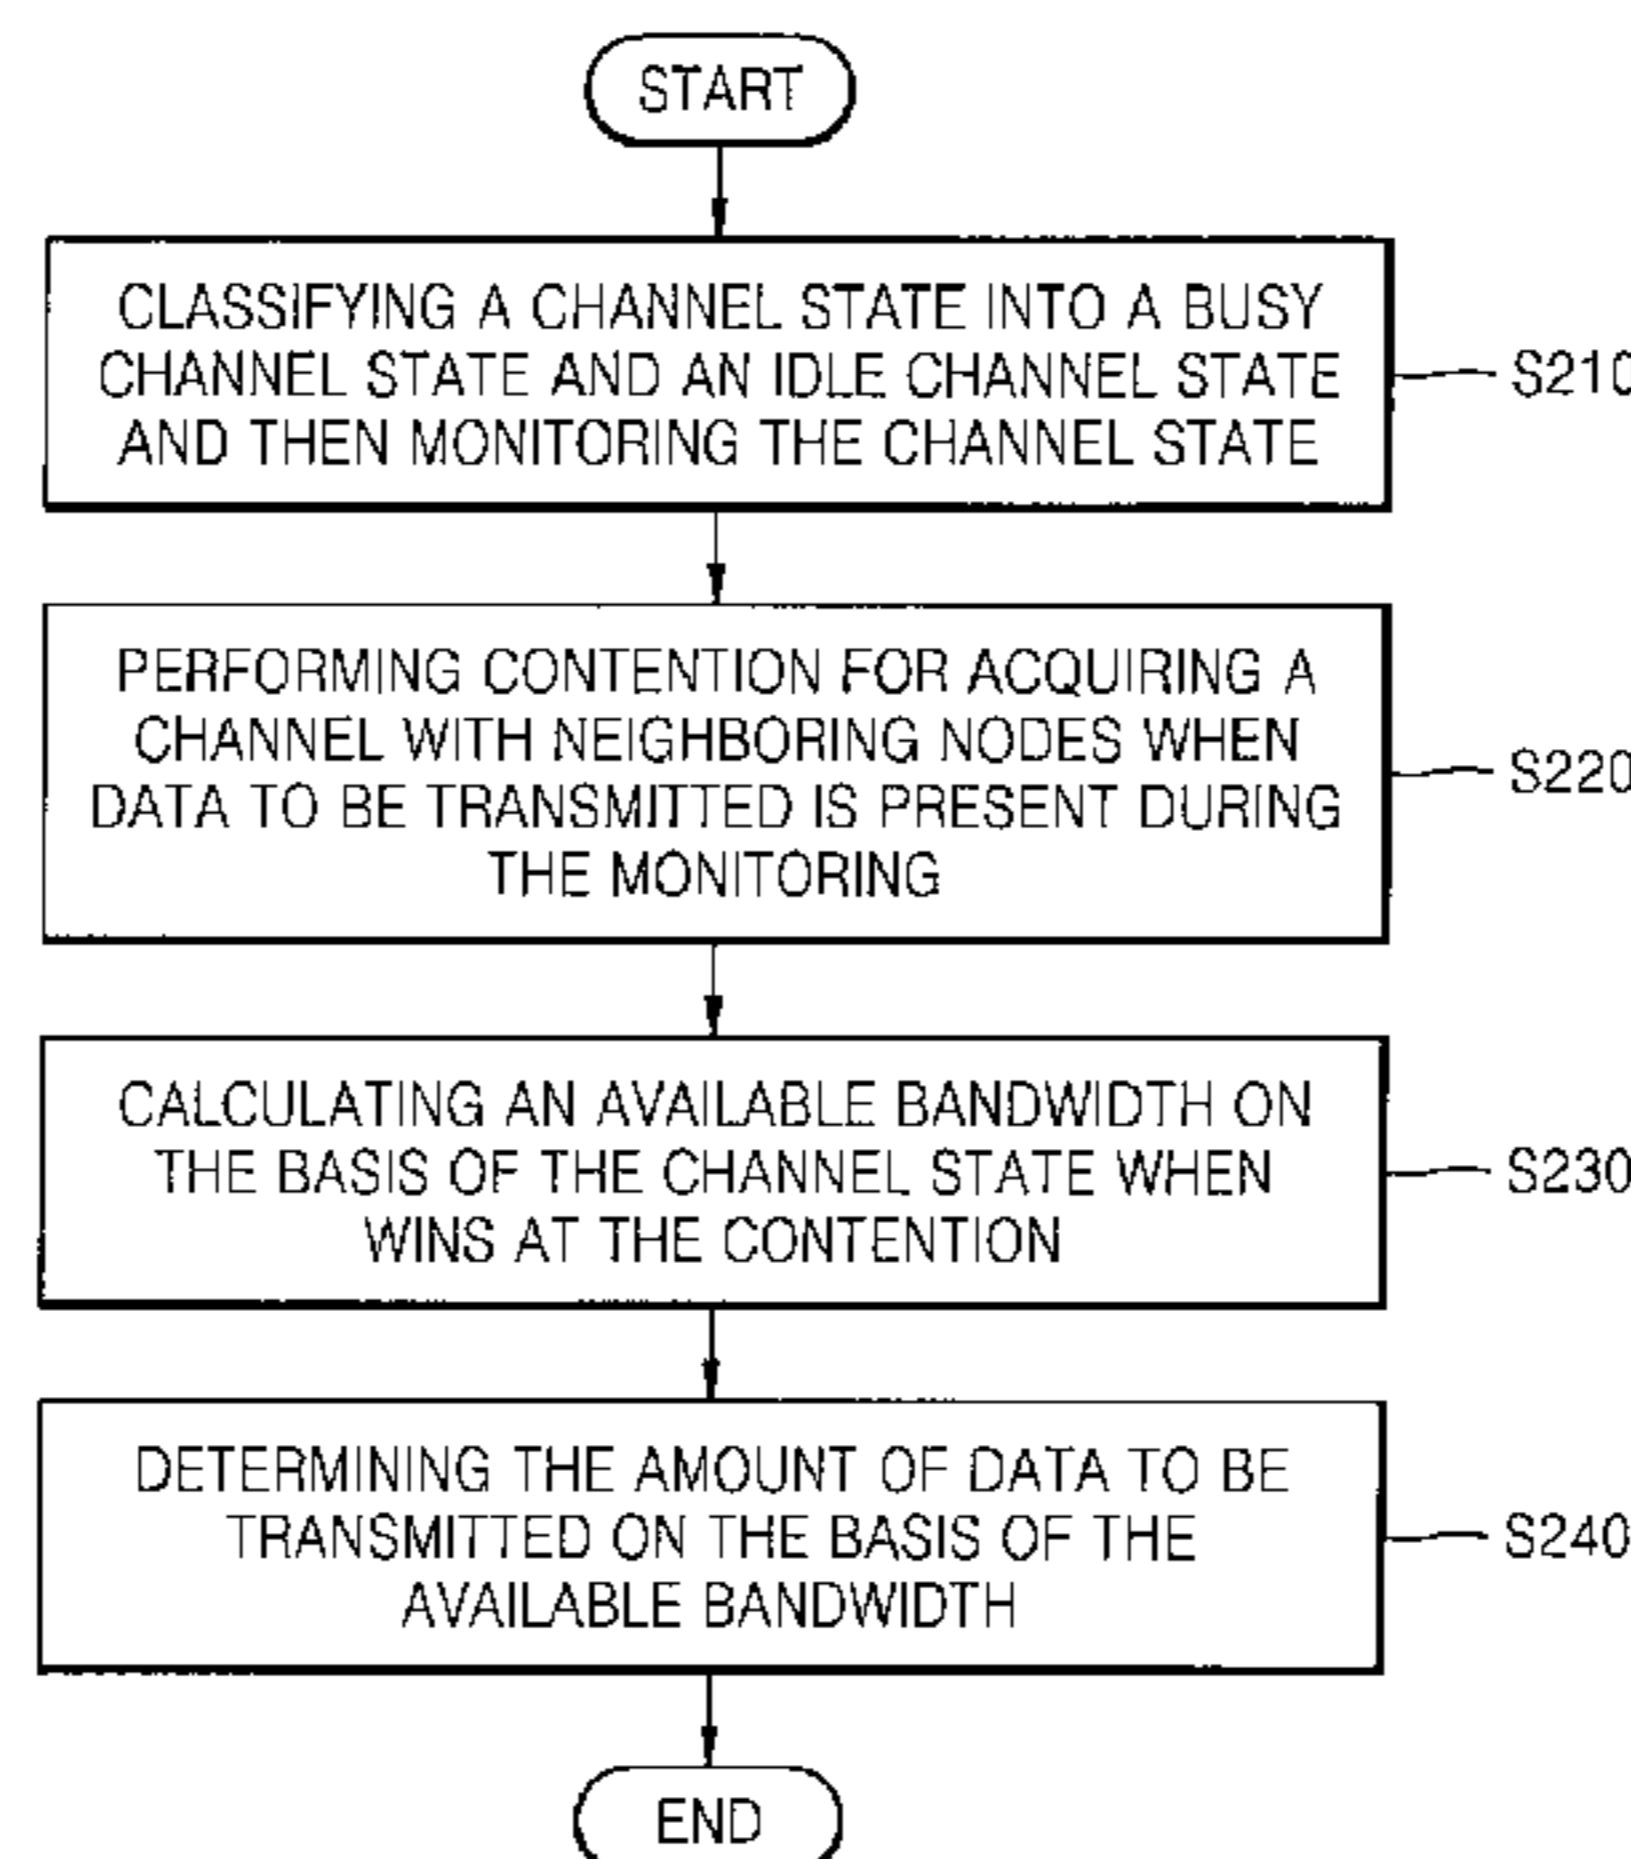 START
CLASSIFYING A CHANNEL STATE INTO A BUSY
CHANNEL STATE AND AN IDLE CHANNEL STATE
AND THEN MONITORING THE CHANNEL STATE
S210
PERFORMING CONTENTION FOR ACQUIRING A
CHANNEL WITH NEIGHBORING NODES WHEN
DATA TO BE TRANSMITTED IS PRESENT DURING
THE MONITORING
S220
CALCULATING AN AVAILABLE BANDWIDTH ON
THE BASIS OF THE CHANNEL STATE WHEN
WINS AT THE CONTENTION
S230
DETERMINING THE AMOUNT OF DATA TO BE
TRANSMITTED ON THE BASIS OF THE
AVAILABLE BANDWIDTH
S240
END